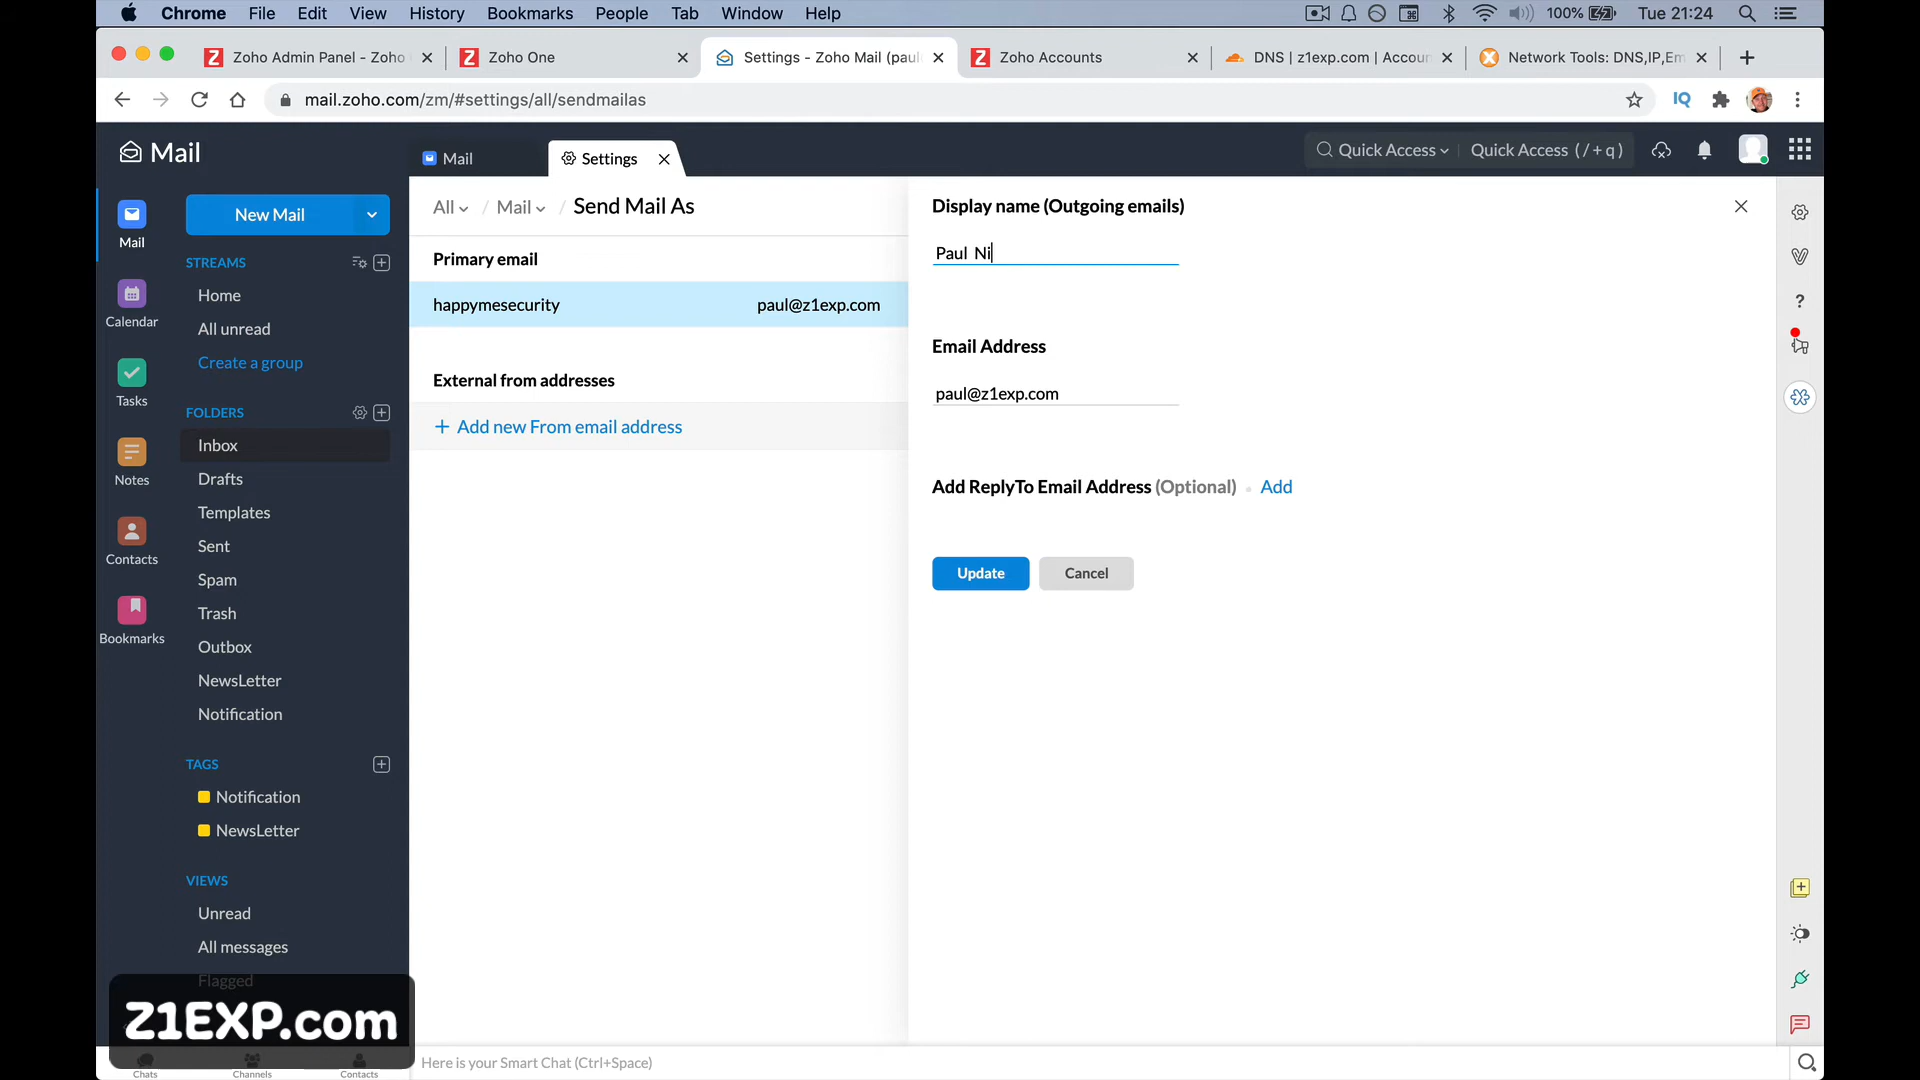 Chrome File Edit View History Bookmarks People Tab Window Help 100% Tue 21:24
Zoho Admin Panel - Zoho
Zoho One
Settings - Zoho Mail (paul
Zoho Accounts
DNS | z1exp.com | Accoun
Network Tools: DNS,IP,Em
mail.zoho.com/zm/#settings/all/sendmailas
IQ
Mail
Mail
Settings
Quick Access
Quick Access ( / + q )
Mail
Calendar
Tasks
Notes
Contacts
Bookmarks
New Mail
STREAMS
Home
All unread
Create a group
FOLDERS
Inbox
Drafts
Templates
Sent
Spam
Trash
Outbox
NewsLetter
Notification
TAGS
Notification
NewsLetter
VIEWS
Unread
All messages
Flagged
Z1EXP.com
Chats
Channels
Contacts
All / Mail / Send Mail As
Primary email
happymesecurity paul@z1exp.com
External from addresses
+ Add new From email address
Display name (Outgoing emails)
Paul Ni
Email Address
paul@z1exp.com
Add ReplyTo Email Address (Optional) Add
Update Cancel
Here is your Smart Chat (Ctrl+Space)